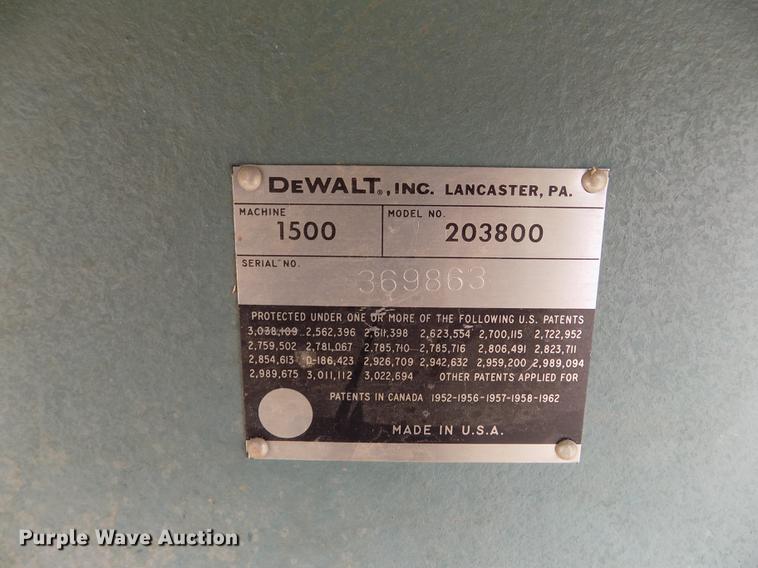 DEWALT®, INC. LANCASTER, PA.
MACHINE MODEL NO.
1500 203800
SERIAL NO.
369863
PROTECTED UNDER ONE OR MORE OF THE FOLLOWING U.S. PATENTS
3,038,109 2,562,396 2,611,398 2,623,554 2,700,115 2,722,952
2,759,502 2,781,067 2,785,710 2,785,716 2,806,491 2,823,711
2,854,613 D-186,423 2,926,709 2,942,632 2,959,200 2,989,094
2,989,675 3,011,112 3,022,694 OTHER PATENTS APPLIED FOR
PATENTS IN CANADA 1952-1956-1957-1958-1962
MADE IN U.S.A.
Purple Wave Auction